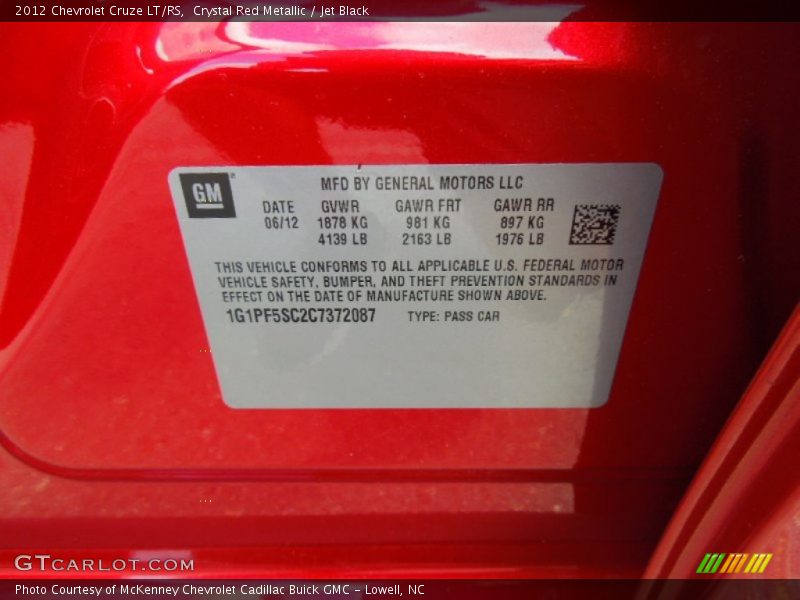 2012 Chevrolet Cruze LT/RS, Crystal Red Metallic / Jet Black
GM
MFD BY GENERAL MOTORS LLC
DATE GVWR GAWR FRT GAWR RR
06/12 1878 KG 981 KG 897 KG
4139 LB 2163 LB 1976 LB
THIS VEHICLE CONFORMS TO ALL APPLICABLE U.S. FEDERAL MOTOR
VEHICLE SAFETY, BUMPER, AND THEFT PREVENTION STANDARDS IN
EFFECT ON THE DATE OF MANUFACTURE SHOWN ABOVE.
1G1PF5SC2C7372087 TYPE: PASS CAR
GTCARLOT.COM
Photo Courtesy of McKenney Chevrolet Cadillac Buick GMC - Lowell, NC